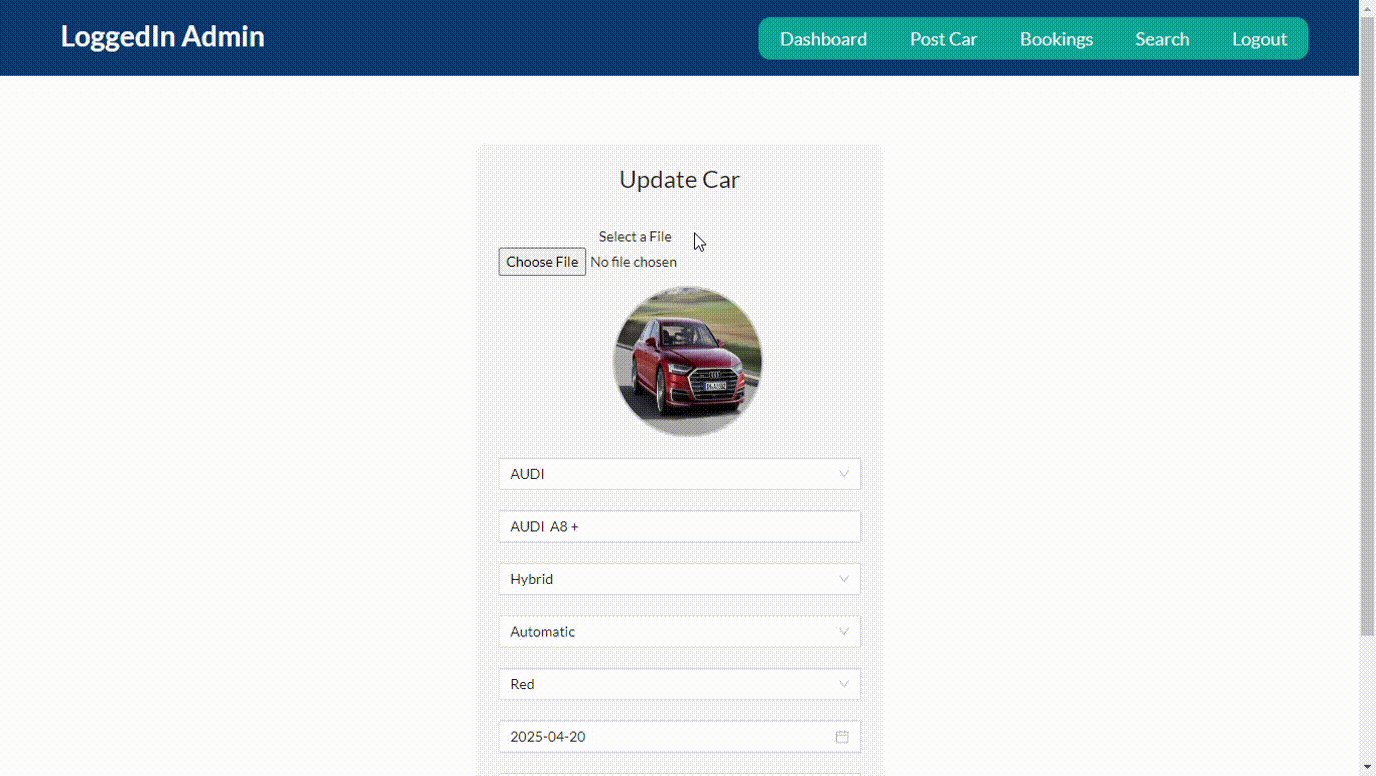 LoggedIn Admin
Dashboard Post Car Bookings Search Logout
Update Car
Select a File
Choose File No file chosen
AUDI
AUDI A8 +
Hybrid
Automatic
Red
2025-04-20